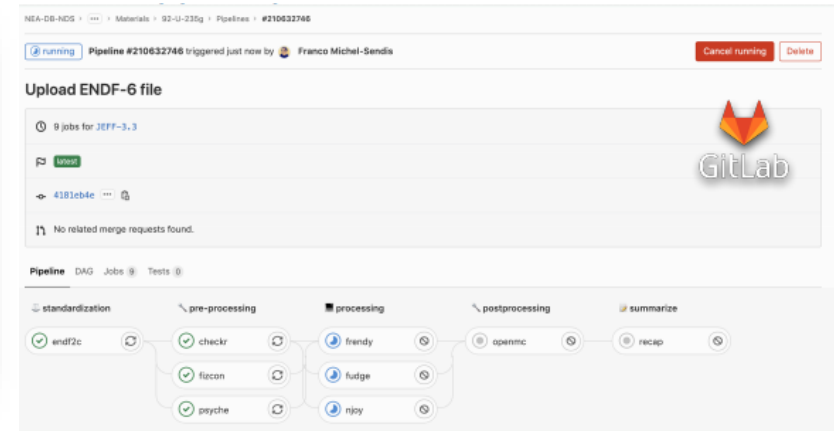 NEA-DB-NDS > ... > Materials > 92-U-235g > Pipelines > #210632746
running Pipeline #210632746 triggered just now by Franco Michel-Sendis
Cancel running Delete
Upload ENDF-6 file
9 jobs for JEFF-3.3
latest
4181eb4e ...
No related merge requests found.
GitLab
Pipeline DAG Jobs 9 Tests 0
standardization pre-processing processing postprocessing summarize
endf2c checkr frendy openmc recap
fizcon fudge
psyche njoy